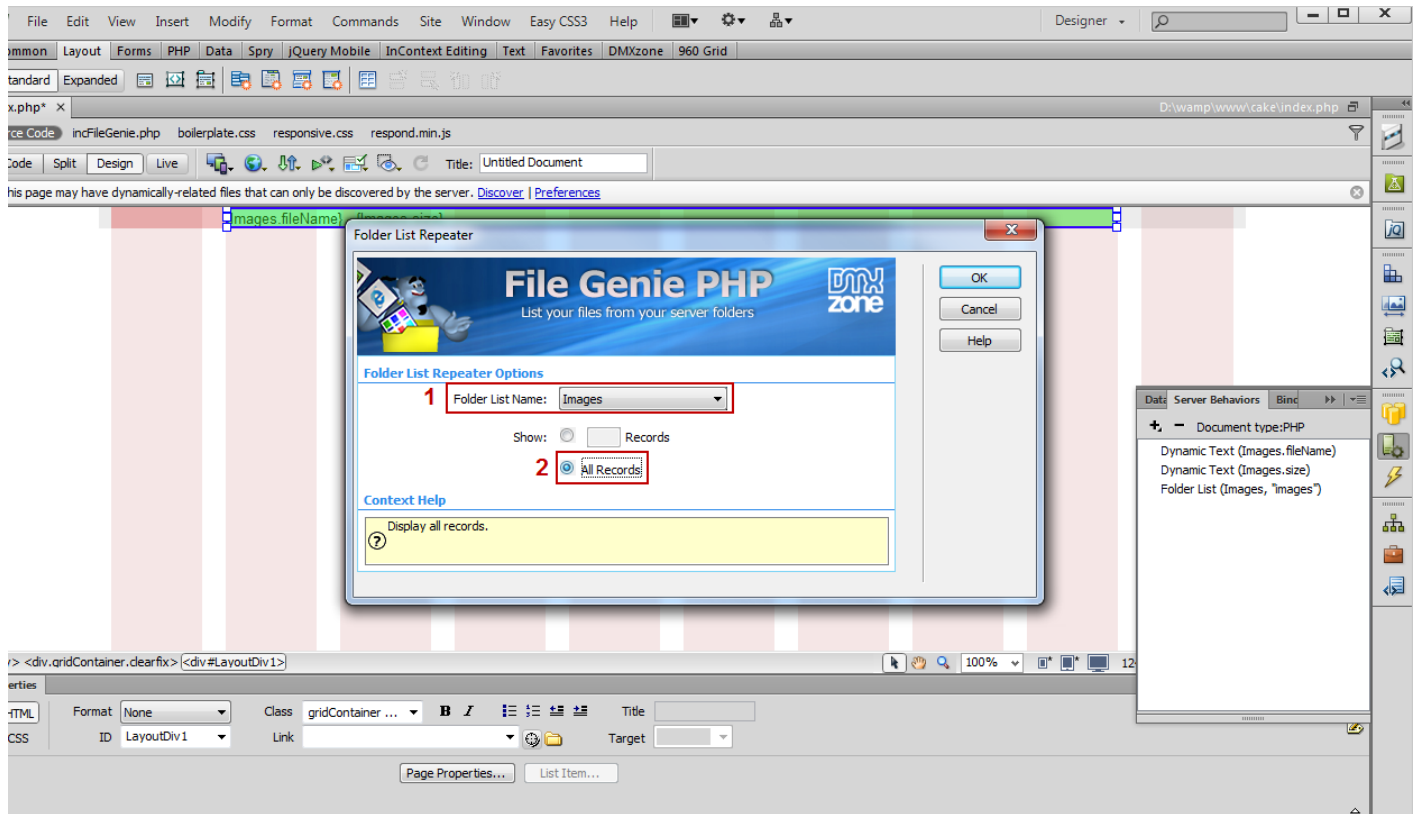 File Edit View Insert Modify Format Commands Site Window Easy CSS3 Help Designer
ommon Layout Forms PHP Data Spry jQuery Mobile InContext Editing Text Favorites DMXzone 960 Grid
tandard Expanded
x.php* D:\wamp\www\cake\index.php
rce Code incFileGenie.php boilerplate.css responsive.css respond.min.js
Code Split Design Live Title: Untitled Document
his page may have dynamically-related files that can only be discovered by the server. Discover | Preferences
mages.fileName} {Images.size}
Folder List Repeater
File Genie PHP
List your files from your server folders
DMX
zone
OK
Cancel
Help
Folder List Repeater Options
1 Folder List Name: Images
Show: Records
2 All Records
Context Help
Display all records.
Data Server Behaviors Bind
Document type:PHP
Dynamic Text (Images.fileName)
Dynamic Text (Images.size)
Folder List (Images, "images")
/> <div.gridContainer.clearfix> <div#LayoutDiv1> 100% 12
erties
HTML Format None Class gridContainer ... B I Title
CSS ID LayoutDiv1 Link Target
Page Properties... List Item...